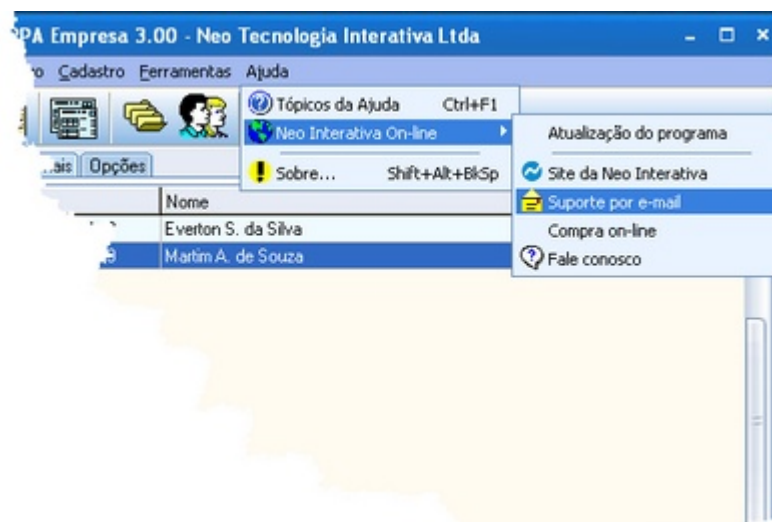 PA Empresa 3.00 - Neo Tecnologia Interativa Ltda
Cadastro Ferramentas Ajuda
Tópicos da Ajuda Ctrl+F1
Neo Interativa On-line
Atualização do programa
Opções
Sobre... Shift+Alt+BkSp
Site da Neo Interativa
Nome
Suporte por e-mail
Everton S. da Silva
Compra on-line
Martim A. de Souza
Fale conosco